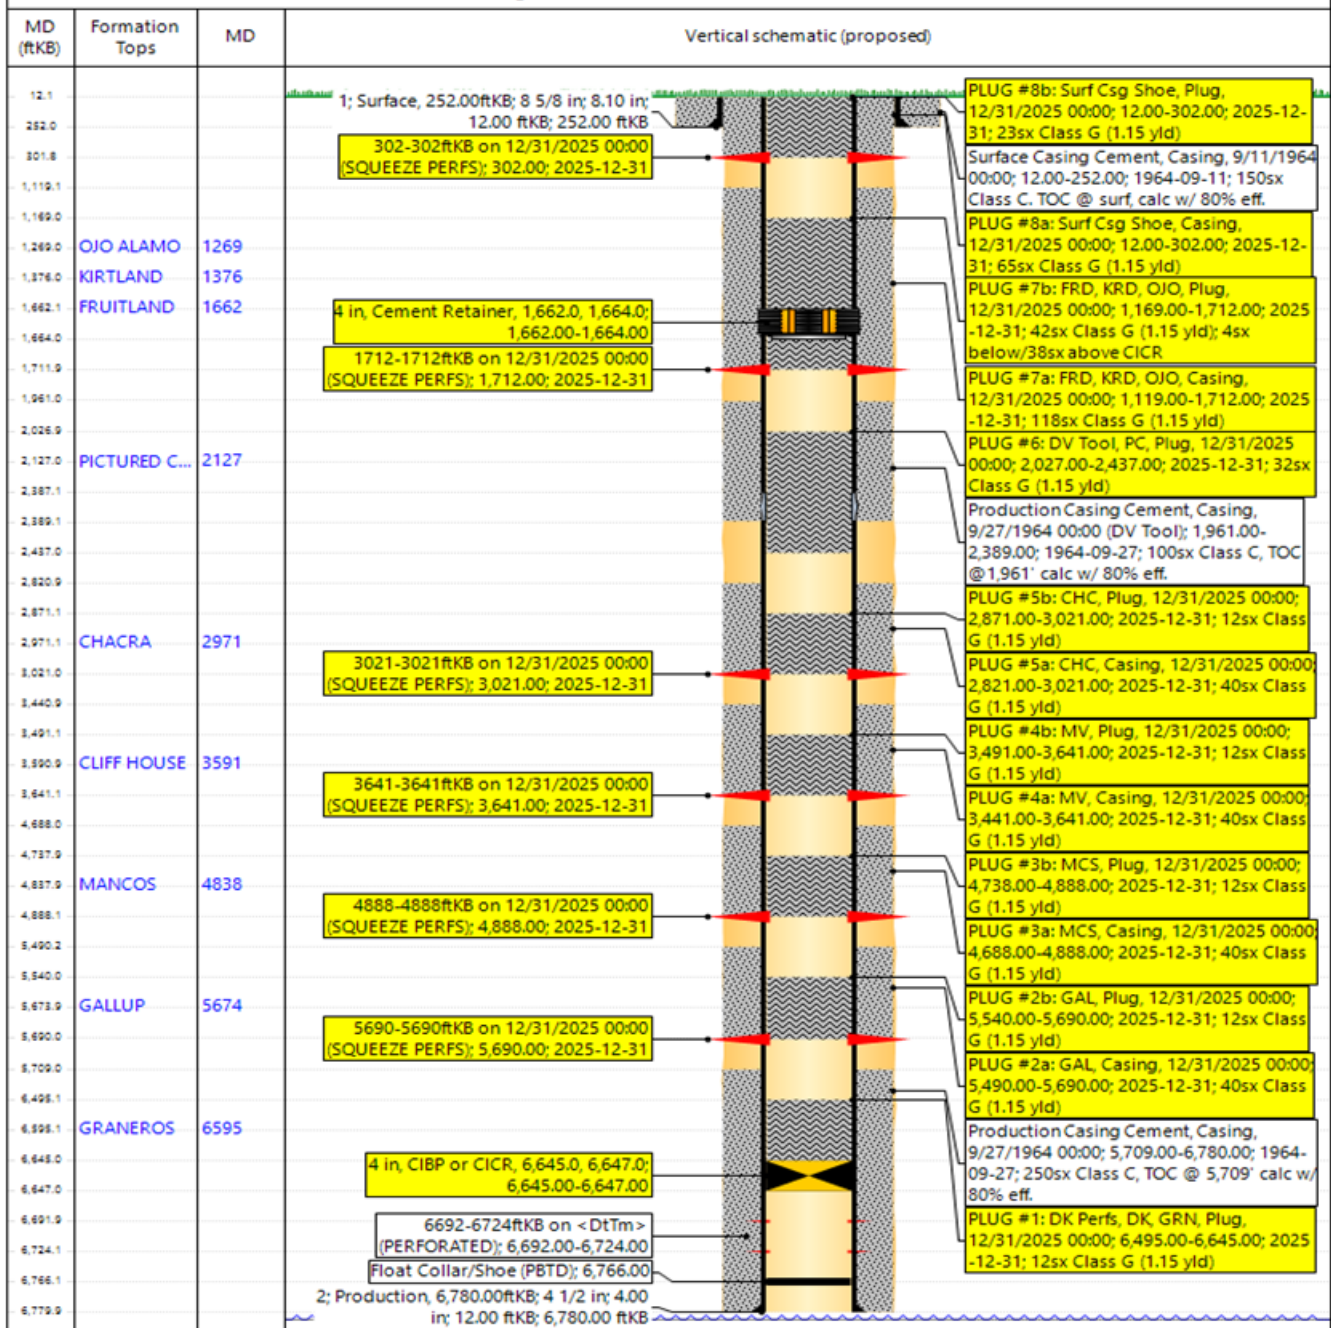 MD
(ftKB)
Formation
Tops
MD
Vertical schematic (proposed)
12.1
252.0
301.8
1,119.1
1,169.0
1,269.0
1,376.0
1,662.1
1,664.0
1,711.9
1,961.0
2,026.9
2,127.0
2,387.1
2,389.1
2,437.0
2,820.9
2,871.1
2,971.1
3,021.0
3,440.9
3,491.1
3,590.9
3,641.1
4,688.0
4,737.9
4,837.9
4,888.1
5,490.2
5,540.0
5,673.9
5,690.0
5,709.0
6,495.1
6,595.1
6,645.0
6,647.0
6,691.9
6,724.1
6,766.1
6,779.9
OJO ALAMO 1269
KIRTLAND 1376
FRUITLAND 1662
PICTURED C... 2127
CHACRA 2971
CLIFF HOUSE 3591
MANCOS 4838
GALLUP 5674
GRANEROS 6595
1; Surface, 252.00ftKB; 8 5/8 in; 8.10 in;
12.00 ftKB; 252.00 ftKB
302-302ftKB on 12/31/2025 00:00
(SQUEEZE PERFS); 302.00; 2025-12-31
4 in, Cement Retainer, 1,662.0, 1,664.0;
1,662.00-1,664.00
1712-1712ftKB on 12/31/2025 00:00
(SQUEEZE PERFS); 1,712.00; 2025-12-31
3021-3021ftKB on 12/31/2025 00:00
(SQUEEZE PERFS); 3,021.00; 2025-12-31
3641-3641ftKB on 12/31/2025 00:00
(SQUEEZE PERFS); 3,641.00; 2025-12-31
4888-4888ftKB on 12/31/2025 00:00
(SQUEEZE PERFS); 4,888.00; 2025-12-31
5690-5690ftKB on 12/31/2025 00:00
(SQUEEZE PERFS); 5,690.00; 2025-12-31
4 in, CIBP or CICR, 6,645.0, 6,647.0;
6,645.00-6,647.00
6692-6724ftKB on <DtTm>
(PERFORATED); 6,692.00-6,724.00
Float Collar/Shoe (PBTD); 6,766.00
2; Production, 6,780.00ftKB; 4 1/2 in; 4.00
in; 12.00 ftKB; 6,780.00 ftKB
PLUG #8b: Surf Csg Shoe, Plug,
12/31/2025 00:00; 12.00-302.00; 2025-12-
31; 23sx Class G (1.15 yld)
Surface Casing Cement, Casing, 9/11/1964
00:00; 12.00-252.00; 1964-09-11; 150sx
Class C. TOC @ surf, calc w/ 80% eff.
PLUG #8a: Surf Csg Shoe, Casing,
12/31/2025 00:00; 12.00-302.00; 2025-12-
31; 65sx Class G (1.15 yld)
PLUG #7b: FRD, KRD, OJO, Plug,
12/31/2025 00:00; 1,169.00-1,712.00; 2025
-12-31; 42sx Class G (1.15 yld); 4sx
below/38sx above CICR
PLUG #7a: FRD, KRD, OJO, Casing,
12/31/2025 00:00; 1,119.00-1,712.00; 2025
-12-31; 118sx Class G (1.15 yld)
PLUG #6: DV Tool, PC, Plug, 12/31/2025
00:00; 2,027.00-2,437.00; 2025-12-31; 32sx
Class G (1.15 yld)
Production Casing Cement, Casing,
9/27/1964 00:00 (DV Tool); 1,961.00-
2,389.00; 1964-09-27; 100sx Class C, TOC
@1,961' calc w/ 80% eff.
PLUG #5b: CHC, Plug, 12/31/2025 00:00;
2,871.00-3,021.00; 2025-12-31; 12sx Class
G (1.15 yld)
PLUG #5a: CHC, Casing, 12/31/2025 00:00;
2,821.00-3,021.00; 2025-12-31; 40sx Class
G (1.15 yld)
PLUG #4b: MV, Plug, 12/31/2025 00:00;
3,491.00-3,641.00; 2025-12-31; 12sx Class
G (1.15 yld)
PLUG #4a: MV, Casing, 12/31/2025 00:00;
3,441.00-3,641.00; 2025-12-31; 40sx Class
G (1.15 yld)
PLUG #3b: MCS, Plug, 12/31/2025 00:00;
4,738.00-4,888.00; 2025-12-31; 12sx Class
G (1.15 yld)
PLUG #3a: MCS, Casing, 12/31/2025 00:00;
4,688.00-4,888.00; 2025-12-31; 40sx Class
G (1.15 yld)
PLUG #2b: GAL, Plug, 12/31/2025 00:00;
5,540.00-5,690.00; 2025-12-31; 12sx Class
G (1.15 yld)
PLUG #2a: GAL, Casing, 12/31/2025 00:00;
5,490.00-5,690.00; 2025-12-31; 40sx Class
G (1.15 yld)
Production Casing Cement, Casing,
9/27/1964 00:00; 5,709.00-6,780.00; 1964-
09-27; 250sx Class C, TOC @ 5,709' calc w/
80% eff.
PLUG #1: DK Perfs, DK, GRN, Plug,
12/31/2025 00:00; 6,495.00-6,645.00; 2025
-12-31; 12sx Class G (1.15 yld)